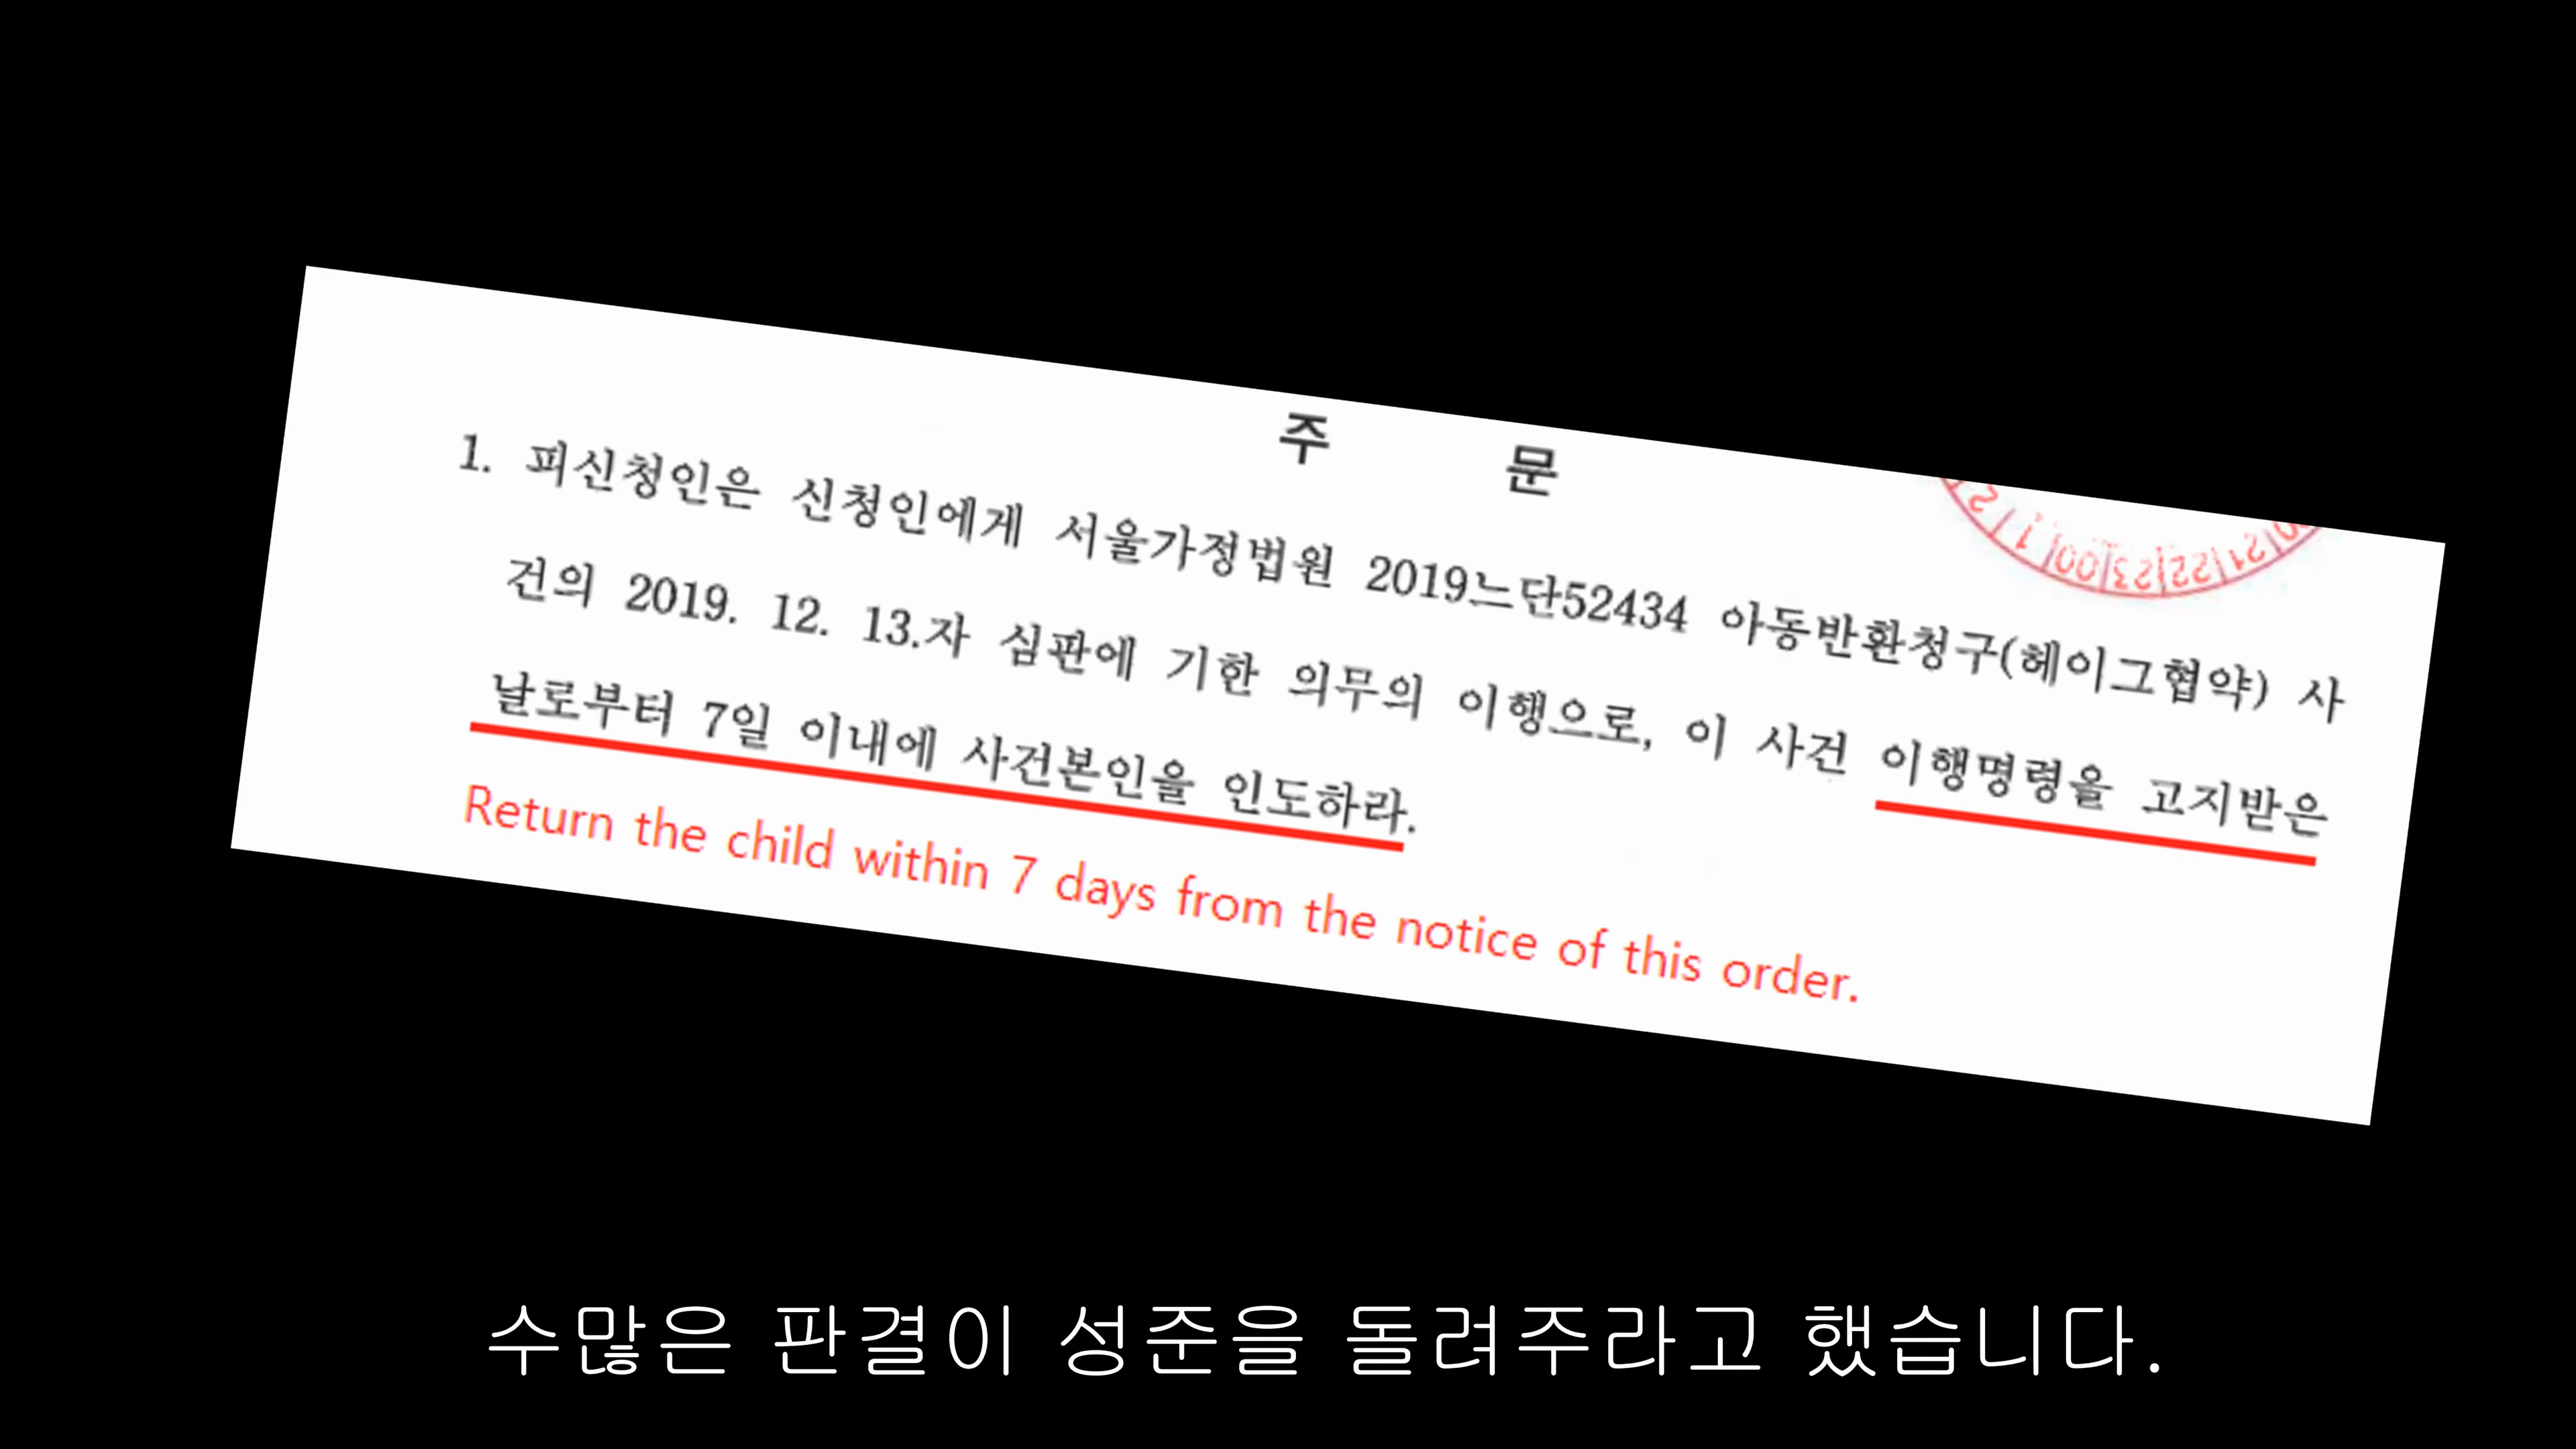 주 문
1. 피신청인은 신청인에게 서울가정법원 2019느단52434 아동반환청구(헤이그협약) 사
건의 2019. 12. 13.자 심판에 기한 의무의 이행으로, 이 사건 이행명령을 고지받은
날로부터 7일 이내에 사건본인을 인도하라.
Return the child within 7 days from the notice of this order.
2 1 00 23 22 21
수많은 판결이 성준을 돌려주라고 했습니다.